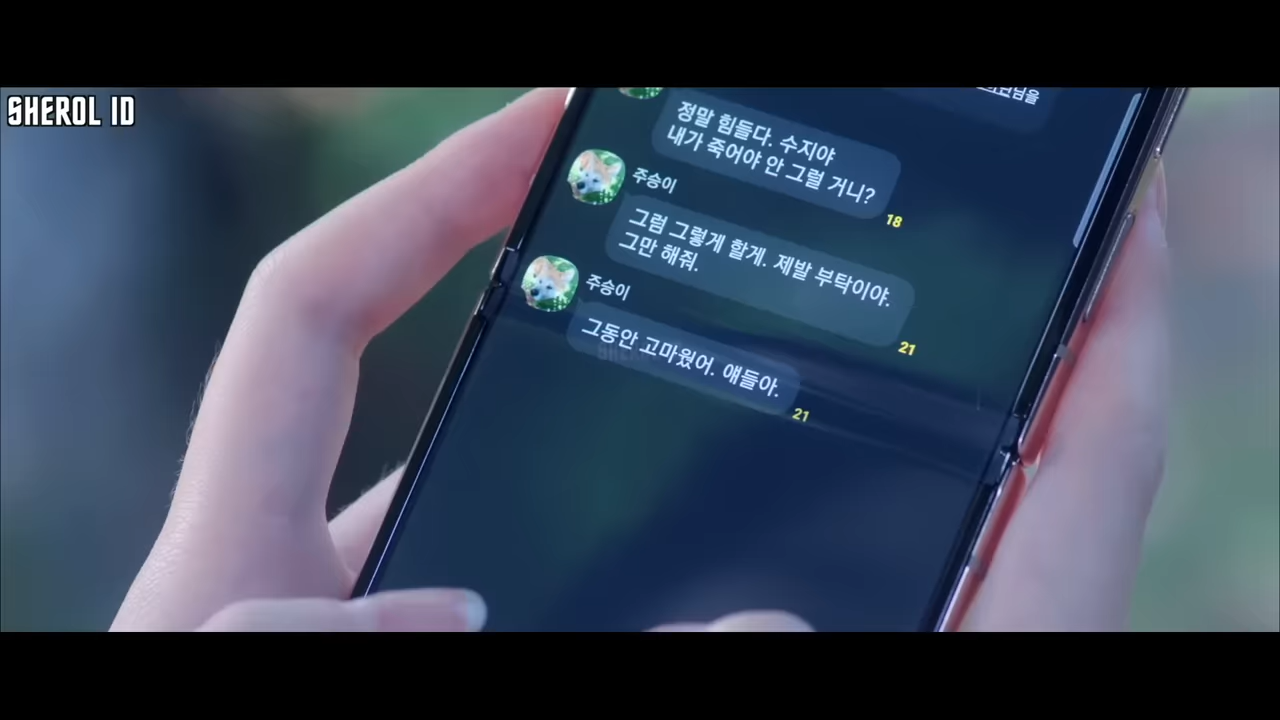 SHEROL ID
정말 힘들다. 수지야
내가 죽어야 안 그럴 거니?
18
주승이
그럼 그렇게 할게. 제발 부탁이야.
그만 해줘.
21
주승이
그동안 고마웠어. 얘들아.
21